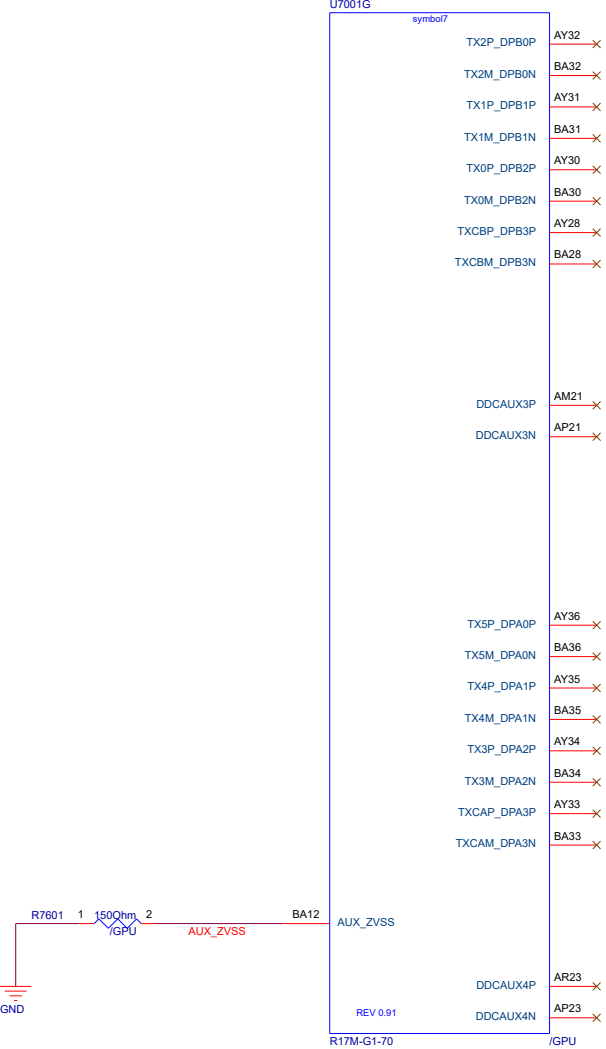 U7001G
symbol7
TX2P_DPB0P AY32
TX2M_DPB0N BA32
TX1P_DPB1P AY31
TX1M_DPB1N BA31
TX0P_DPB2P AY30
TX0M_DPB2N BA30
TXCBP_DPB3P AY28
TXCBM_DPB3N BA28
DDCAUX3P AM21
DDCAUX3N AP21
TX5P_DPA0P AY36
TX5M_DPA0N BA36
TX4P_DPA1P AY35
TX4M_DPA1N BA35
TX3P_DPA2P AY34
TX3M_DPA2N BA34
TXCAP_DPA3P AY33
TXCAM_DPA3N BA33
R7601 1 150Ohm 2 BA12 AUX_ZVSS
/GPU AUX_ZVSS
DDCAUX4P AR23
GND REV 0.91 DDCAUX4N AP23
R17M-G1-70 /GPU